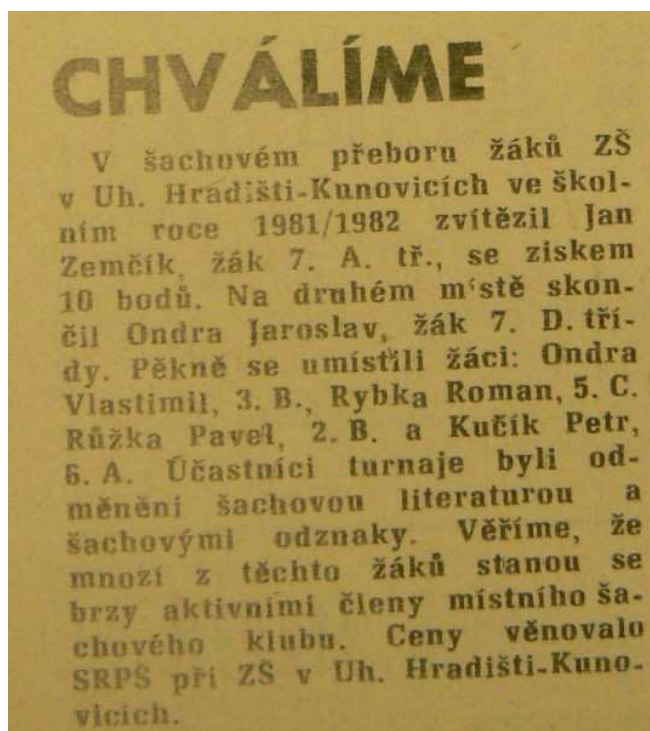 CHVÁLÍME
V šachovém přeboru žáků ZŠ
v Uh. Hradišti-Kunovicích ve škol-
ním roce 1981/1982 zvítězil Jan
Zemčík, žák 7. A. tř., se ziskem
10 bodů. Na druhém místě skon-
čil Ondra Jaroslav, žák 7. D. tří-
dy. Pěkně se umístili žáci: Ondra
Vlastimil, 3. B., Rybka Roman, 5. C.
Růžka Pavel, 2. B. a Kučík Petr,
6. A. Účastníci turnaje byli od-
měněni šachovou literaturou a
šachovými odznaky. Věříme, že
mnozí z těchto žáků stanou se
brzy aktivními členy místního ša-
chového klubu. Ceny věnovalo
SRPŠ při ZŠ v Uh. Hradišti-Kuno-
vicích.